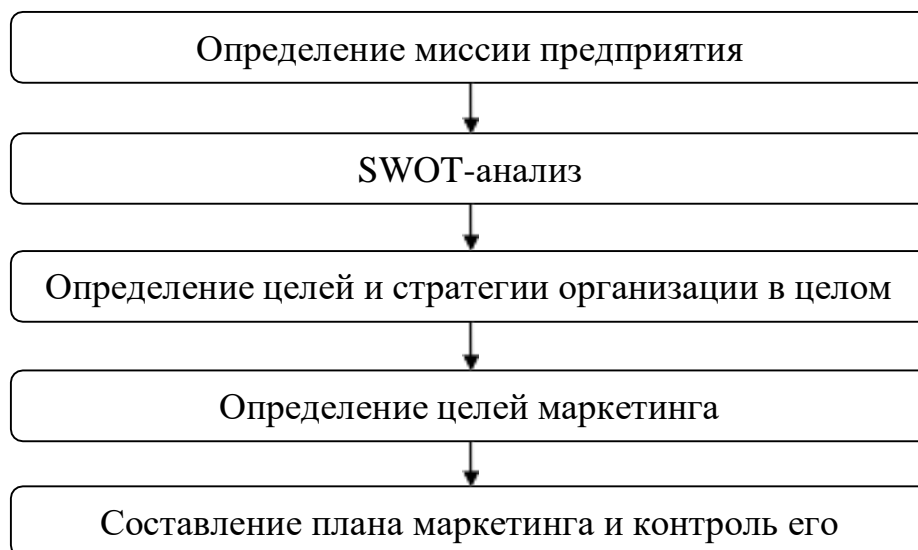 Определение миссии предприятия
SWOT-анализ
Определение целей и стратегии организации в целом
Определение целей маркетинга
Составление плана маркетинга и контроль его